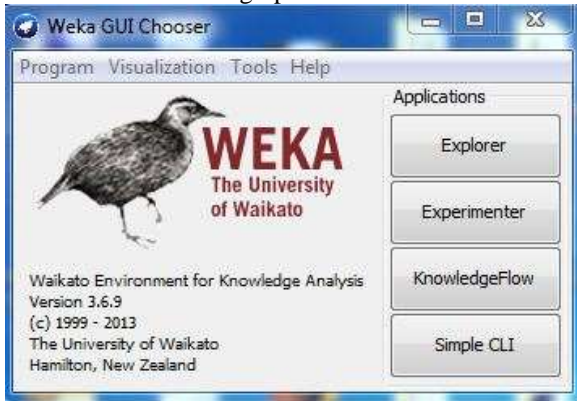 Weka GUI Chooser
Program Visualization Tools Help
WEKA
The University
of Waikato
Waikato Environment for Knowledge Analysis
Version 3.6.9
(c) 1999 - 2013
The University of Waikato
Hamilton, New Zealand
Applications
Explorer
Experimenter
KnowledgeFlow
Simple CLI